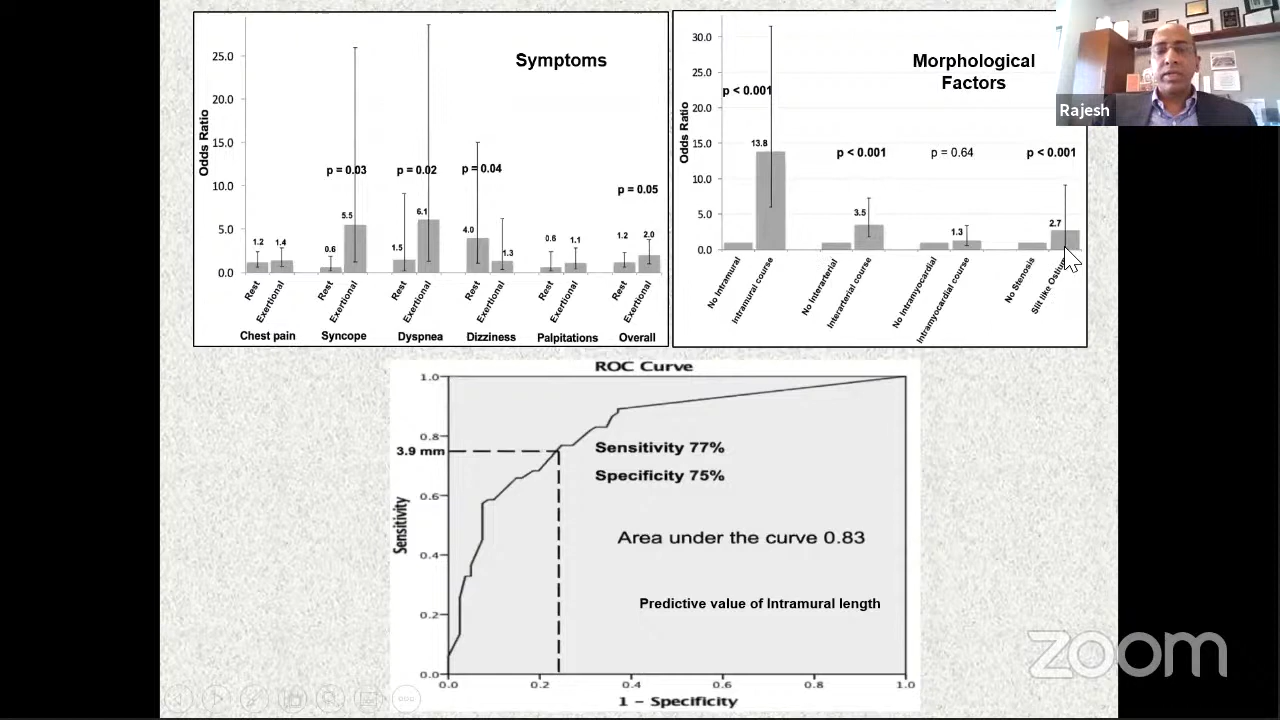 Symptoms
Odds Ratio
25.0
20.0
15.0
10.0
5.0
0.0
p = 0.03
p = 0.02
p = 0.04
p = 0.05
1.2
1.4
0.6
5.5
1.5
6.1
4.0
1.3
0.6
1.1
1.2
2.0
Rest
Exertional
Rest
Exertional
Rest
Exertional
Rest
Exertional
Rest
Exertional
Rest
Exertional
Chest pain
Syncope
Dyspnea
Dizziness
Palpitations
Overall
Morphological
Factors
Odds Ratio
30.0
25.0
20.0
15.0
10.0
5.0
0.0
p < 0.001
p < 0.001
p = 0.64
p < 0.001
13.8
3.5
1.3
2.7
No Intramural
Intramural course
No Interarterial
Interarterial course
No Intramyocardial
Intramyocardial course
No Stenosis
Slit like Ostium
Rajesh
ROC Curve
Sensitivity
1.0
0.8
3.9 mm
0.6
0.4
0.2
0.0
Sensitivity 77%
Specificity 75%
Area under the curve 0.83
Predictive value of Intramural length
0.0
0.2
0.4
0.6
0.8
1.0
1 – Specificity
zoom